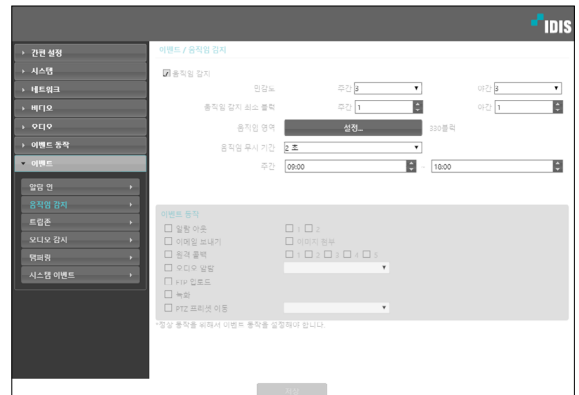 IDIS
간편 설정
시스템
네트워크
비디오
오디오
이벤트 동작
이벤트
알람 인
움직임 감지
트립존
오디오 감지
탬퍼링
시스템 이벤트
이벤트 / 움직임 감지
움직임 감지
민감도 주간 3 야간 3
움직임 감지 최소 블럭 주간 1 야간 1
움직임 영역 설정... 330블럭
움직임 무시 기간 2 초
주간 09:00 ~ 18:00
이벤트 동작
알람 아웃 1 2
이메일 보내기 이미지 첨부
원격 콜백 1 2 3 4 5
오디오 알람
FTP 업로드
녹화
PTZ 프리셋 이동
*정상 동작을 위해서 이벤트 동작을 설정해야 합니다.